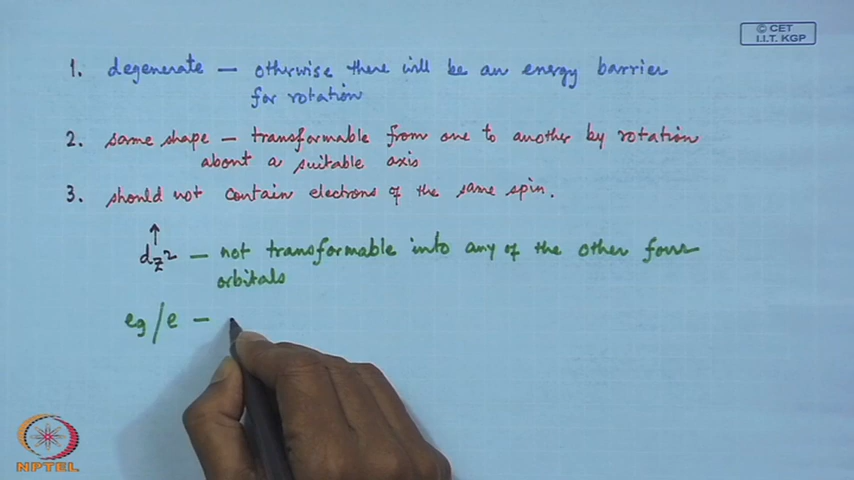 © CET
I.I.T. KGP
1. degenerate – otherwise there will be an energy barrier
for rotation
2. same shape – transformable from one to another by rotation
about a suitable axis
3. should not contain electrons of the same spin.
↑
dz2 – not transformable into any of the other four
orbitals
eg/e –
NPTEL